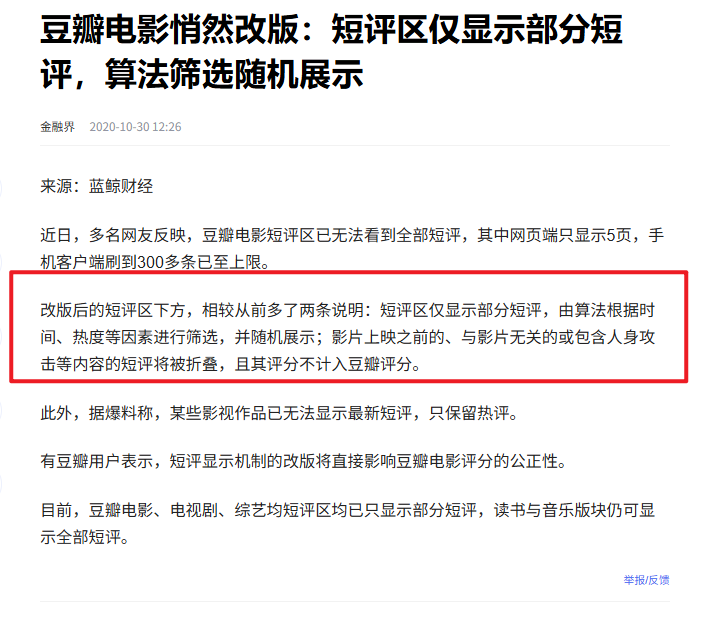 豆瓣电影悄然改版：短评区仅显示部分短
评，算法筛选随机展示
金融界 2020-10-30 12:26
来源：蓝鲸财经
近日，多名网友反映，豆瓣电影短评区已无法看到全部短评，其中网页端只显示5页，手
机客户端刷到300多条已至上限。
改版后的短评区下方，相较从前多了两条说明：短评区仅显示部分短评，由算法根据时
间、热度等因素进行筛选，并随机展示；影片上映之前的、与影片无关的或包含人身攻
击等内容的短评将被折叠，且其评分不计入豆瓣评分。
此外，据爆料称，某些影视作品已无法显示最新短评，只保留热评。
有豆瓣用户表示，短评显示机制的改版将直接影响豆瓣电影评分的公正性。
目前，豆瓣电影、电视剧、综艺均短评区均已只显示部分短评，读书与音乐版块仍可显
示全部短评。
举报/反馈